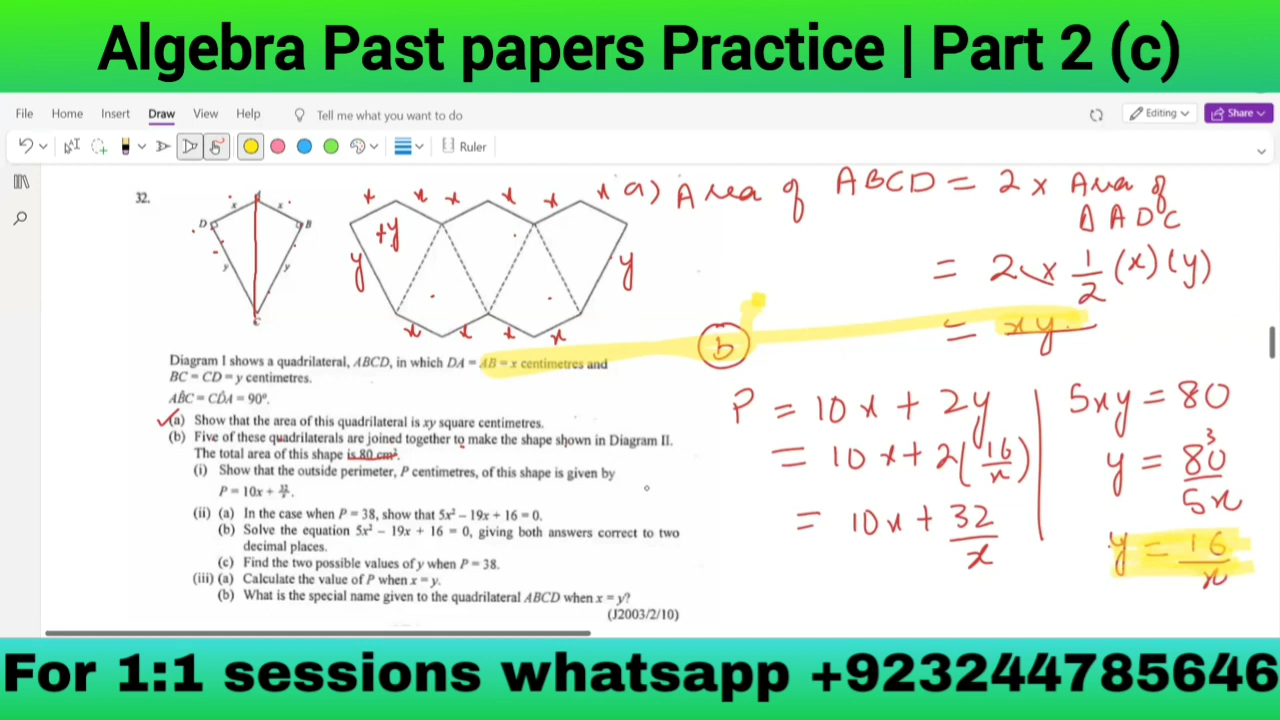 Algebra Past papers Practice | Part 2 (c)
File Home Insert Draw View Help Tell me what you want to do Editing Share
Ruler
32.
D A B C x x y y
x x x x x x
+y
y y
x x x x
a) Area of ABCD = 2 x Area of
Δ ADC
= 2 x 1/2 (x)(y)
= xy
Diagram I shows a quadrilateral, ABCD, in which DA = AB = x centimetres and
BC = CD = y centimetres.
AB̂C = CD̂A = 90°.
(a) Show that the area of this quadrilateral is xy square centimetres.
(b) Five of these quadrilaterals are joined together to make the shape shown in Diagram II.
The total area of this shape is 80 cm².
(i) Show that the outside perimeter, P centimetres, of this shape is given by
P = 10x + 32/x.
(ii) (a) In the case when P = 38, show that 5x² − 19x + 16 = 0.
(b) Solve the equation 5x² − 19x + 16 = 0, giving both answers correct to two
decimal places.
(c) Find the two possible values of y when P = 38.
(iii) (a) Calculate the value of P when x = y.
(b) What is the special name given to the quadrilateral ABCD when x = y?
(J2003/2/10)
b
P = 10x + 2y
= 10x + 2(16/x)
= 10x + 32/x
5xy = 80
y = 80/5x
y = 16/x
For 1:1 sessions whatsapp +923244785646